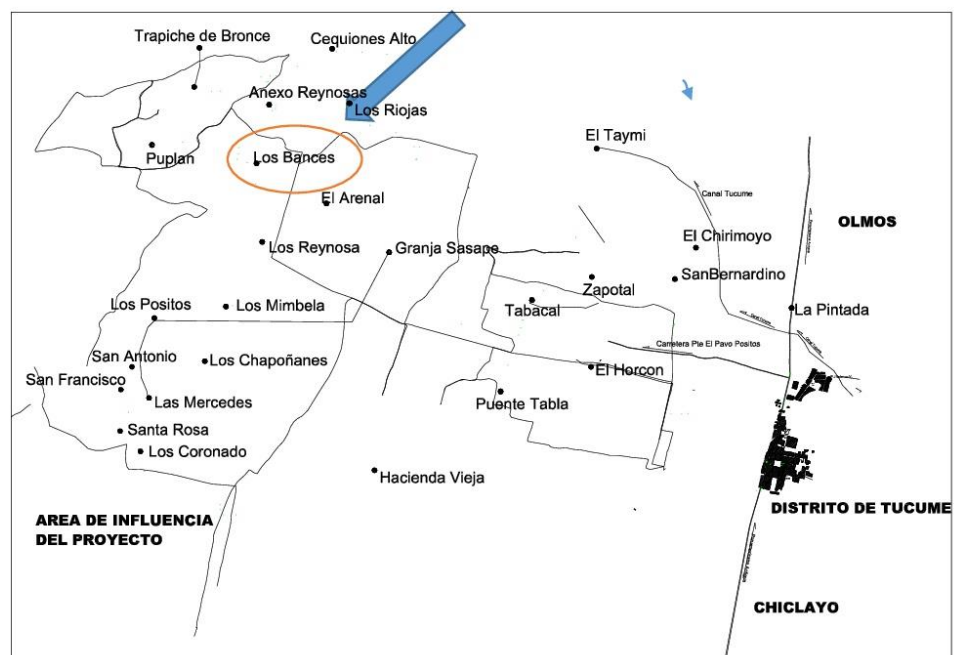 Trapiche de Bronce
Cequiones Alto
Anexo Reynosas
Los Riojas
Puplan
Los Bances
El Taymi
El Arenal
Canal Tucume
OLMOS
Los Reynosa
Granja Sasape
El Chirimoyo
SanBernardino
Zapotal
Los Positos
Los Mimbela
Tabacal
La Pintada
San Antonio
Los Chapoñanes
Carretera Pte El Pavo Positos
San Francisco
El Horcon
Las Mercedes
Puente Tabla
Santa Rosa
Los Coronado
Hacienda Vieja
AREA DE INFLUENCIA
DEL PROYECTO
DISTRITO DE TUCUME
CHICLAYO